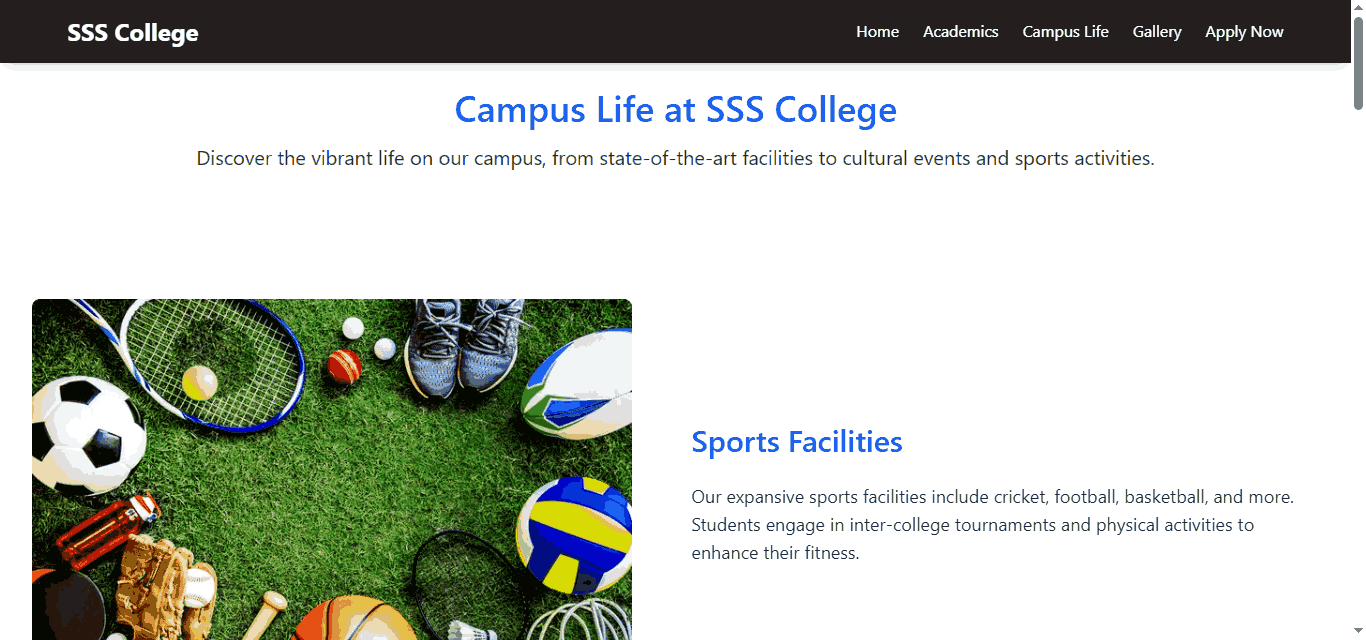 SSS College
Home Academics Campus Life Gallery Apply Now
Campus Life at SSS College
Discover the vibrant life on our campus, from state-of-the-art facilities to cultural events and sports activities.
Sports Facilities
Our expansive sports facilities include cricket, football, basketball, and more.
Students engage in inter-college tournaments and physical activities to
enhance their fitness.